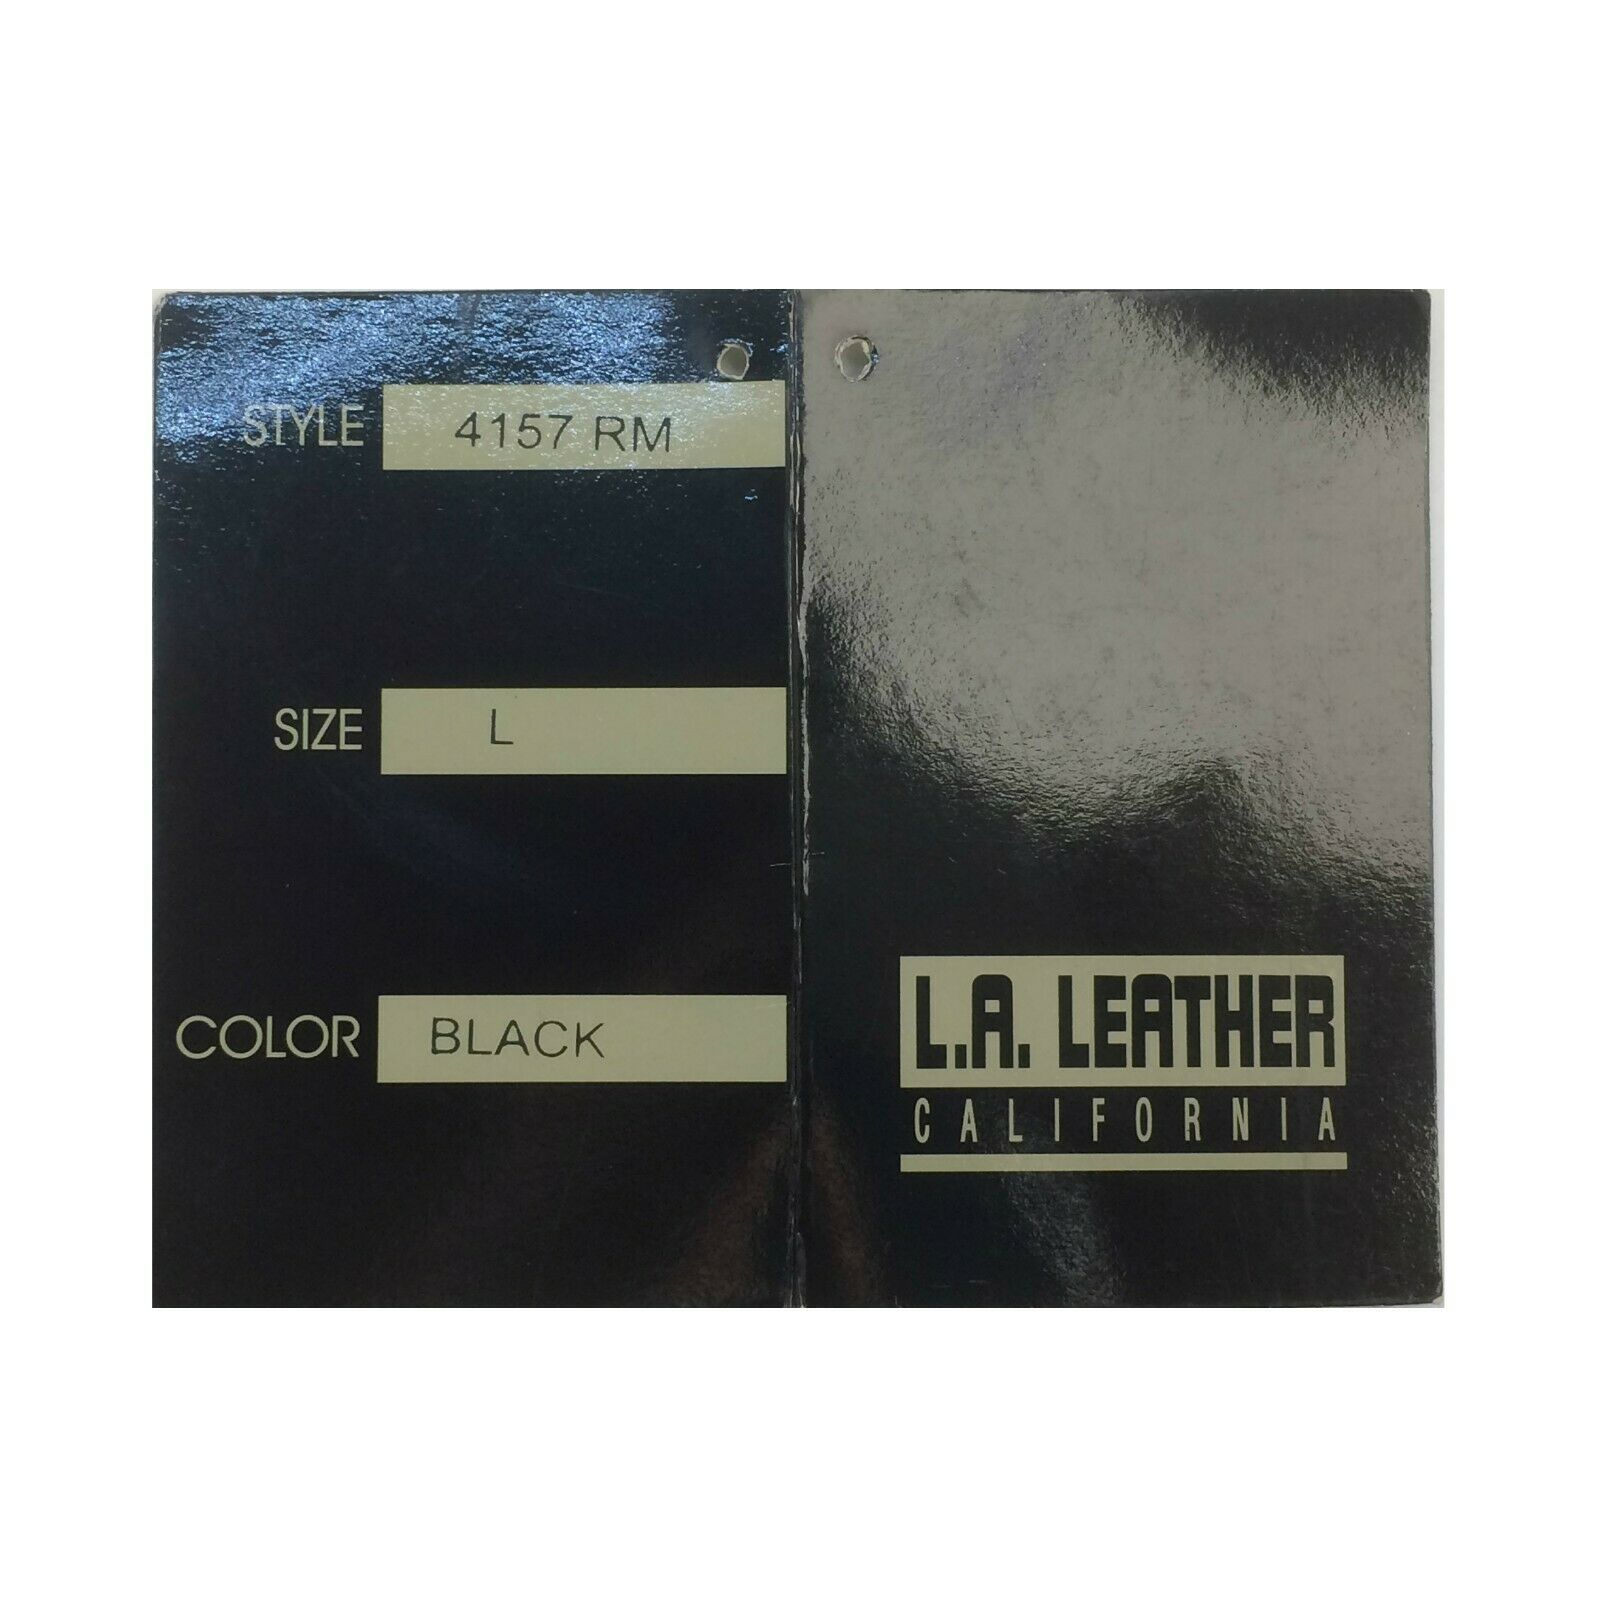 STYLE 4157 RM
SIZE L
COLOR BLACK
L.A. LEATHER
CALIFORNIA